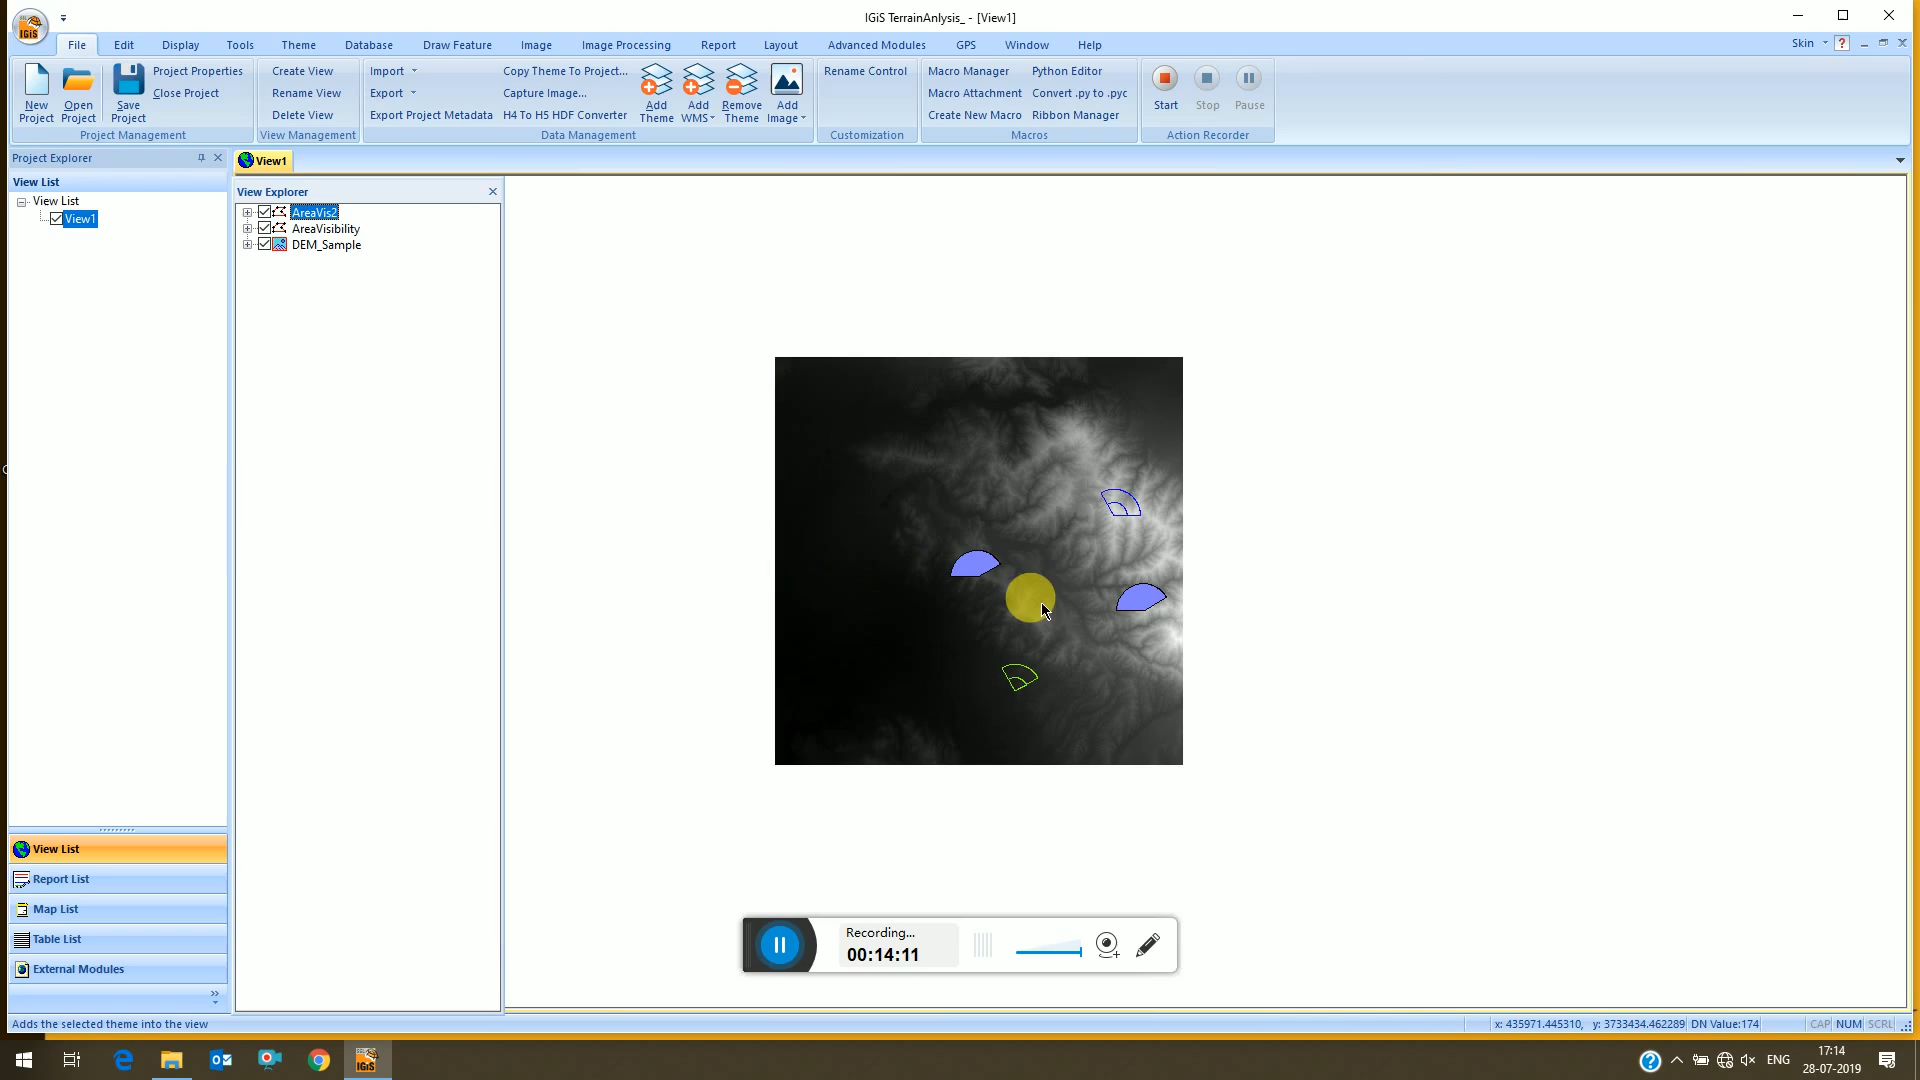 IGiS TerrainAnlysis_ - [View1]
File Edit Display Tools Theme Database Draw Feature Image Image Processing Report Layout Advanced Modules GPS Window Help Skin
New Project
Open Project
Save Project
Project Properties
Close Project
Project Management
Create View
Rename View
Delete View
View Management
Import
Export
Export Project Metadata
Copy Theme To Project...
Capture Image...
H4 To H5 HDF Converter
Add Theme
Add WMS
Remove Theme
Add Image
Data Management
Rename Control
Customization
Macro Manager
Macro Attachment
Create New Macro
Python Editor
Convert .py to .pyc
Ribbon Manager
Macros
Start
Stop
Pause
Action Recorder
Project Explorer
View List
View List
View1
View1
View Explorer
AreaVis2
AreaVisibility
DEM_Sample
Recording...
00:14:11
View List
Report List
Map List
Table List
External Modules
Adds the selected theme into the view
x: 435971.445310, y: 3733434.462289 DN Value:174
CAP NUM SCRL
IGiS
ENG
17:14
28-07-2019